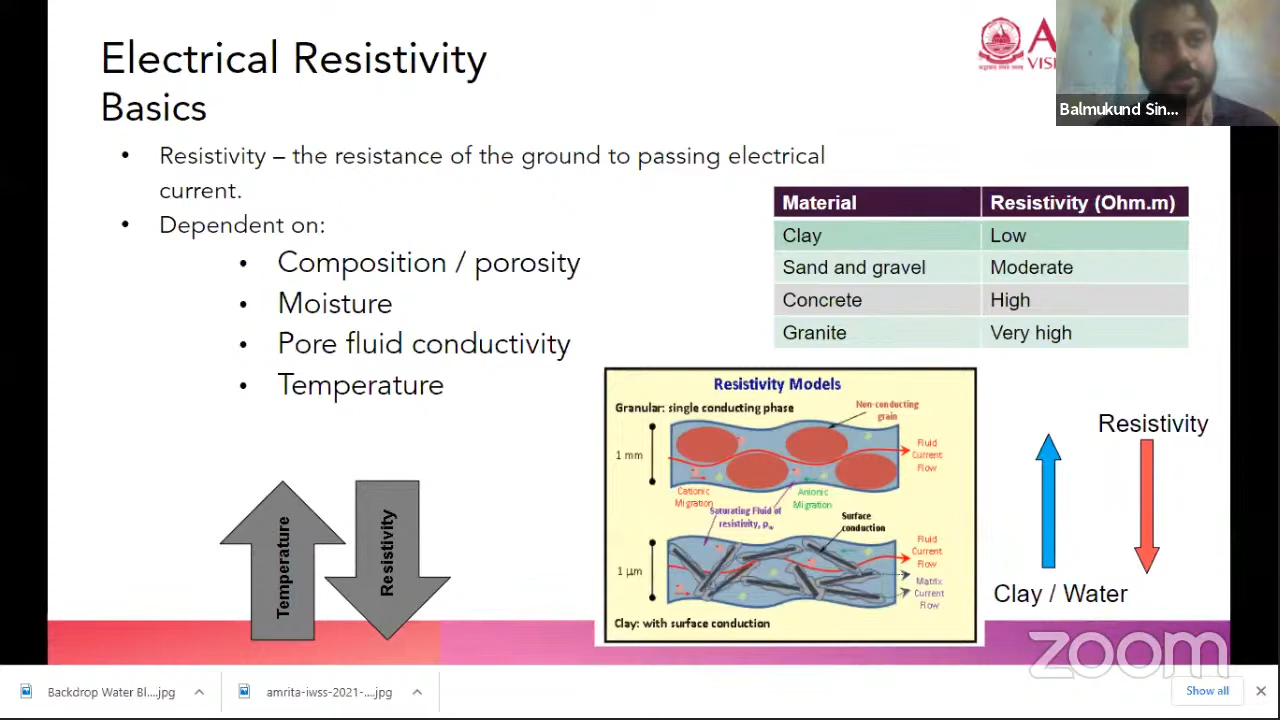 Electrical Resistivity
Basics
A
VIS
Balmukund Sin...
• Resistivity – the resistance of the ground to passing electrical
current.
• Dependent on:
• Composition / porosity
• Moisture
• Pore fluid conductivity
• Temperature
Material Resistivity (Ohm.m)
Clay Low
Sand and gravel Moderate
Concrete High
Granite Very high
Temperature
Resistivity
Resistivity Models
Granular: single conducting phase
Non-conducting
grain
1 mm
Fluid
Current
Flow
Cationic
Migration
Anionic
Migration
Saturating Fluid of
resistivity, ρw
Surface
conduction
1 µm
Fluid
Current
Flow
Matrix
Current
Flow
Clay: with surface conduction
Resistivity
Clay / Water
zoom
Backdrop Water Bl....jpg
amrita-iwss-2021-....jpg
Show all